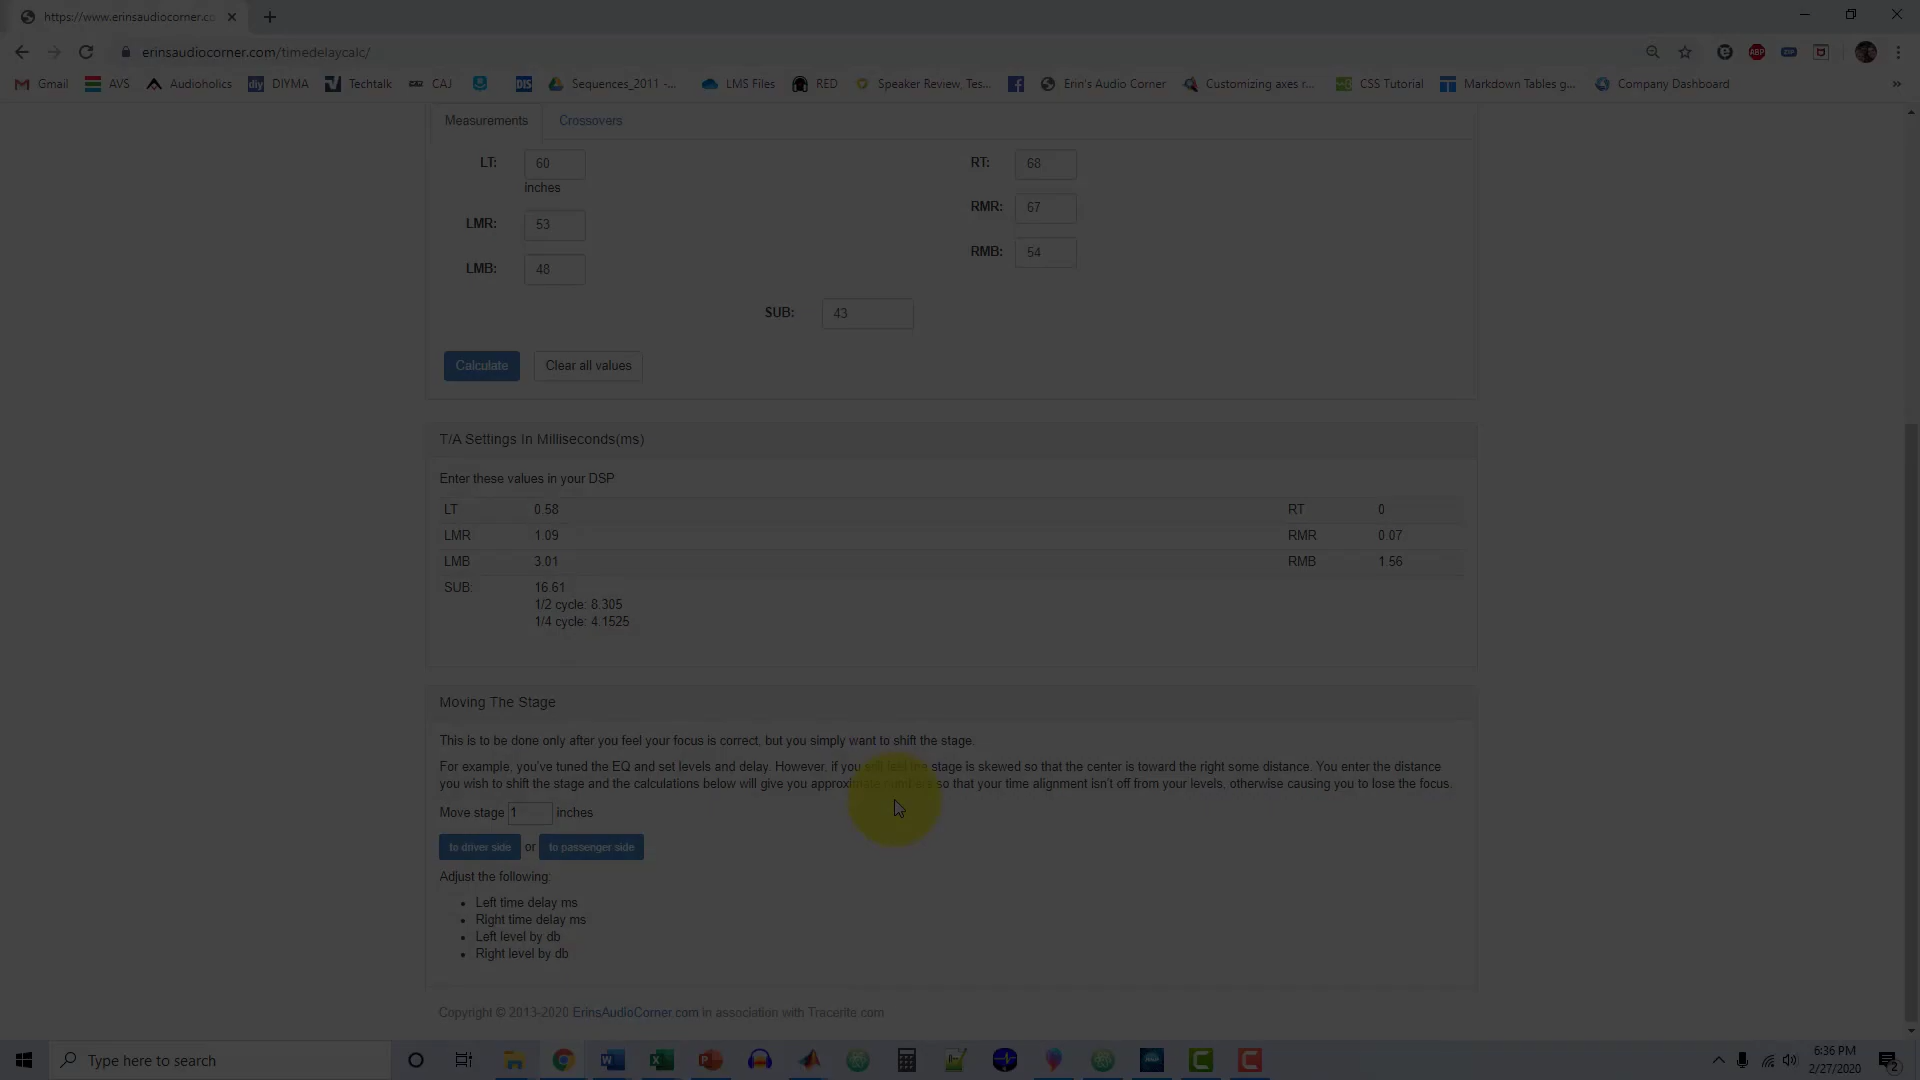 https://www.erinsaudiocorner.co
erinsaudiocorner.com/timedelaycalc/
Gmail AVS Audioholics DIYMA Techtalk CAJ Sequences_2011 -... LMS Files RED Speaker Review, Tes... Erin's Audio Corner Customizing axes r... CSS Tutorial Markdown Tables g... Company Dashboard »
Measurements Crossovers
LT: 60 RT: 68
inches
RMR: 67
LMR: 53
RMB: 54
LMB: 48
SUB: 43
Calculate Clear all values
T/A Settings In Milliseconds(ms)
Enter these values in your DSP
LT 0.58 RT 0
LMR 1.09 RMR 0.07
LMB 3.01 RMB 1.56
SUB: 16.61
1/2 cycle: 8.305
1/4 cycle: 4.1525
Moving The Stage
This is to be done only after you feel your focus is correct, but you simply want to shift the stage.
For example, you've tuned the EQ and set levels and delay. However, if you still feel the stage is skewed so that the center is toward the right some distance. You enter the distance
you wish to shift the stage and the calculations below will give you approximate numbers so that your time alignment isn't off from your levels, otherwise causing you to lose the focus.
Move stage 1 inches
to driver side or to passenger side
Adjust the following:
• Left time delay ms
• Right time delay ms
• Left level by db
• Right level by db
Copyright © 2013-2020 ErinsAudioCorner.com in association with Tracerite.com
Type here to search
6:36 PM
2/27/2020